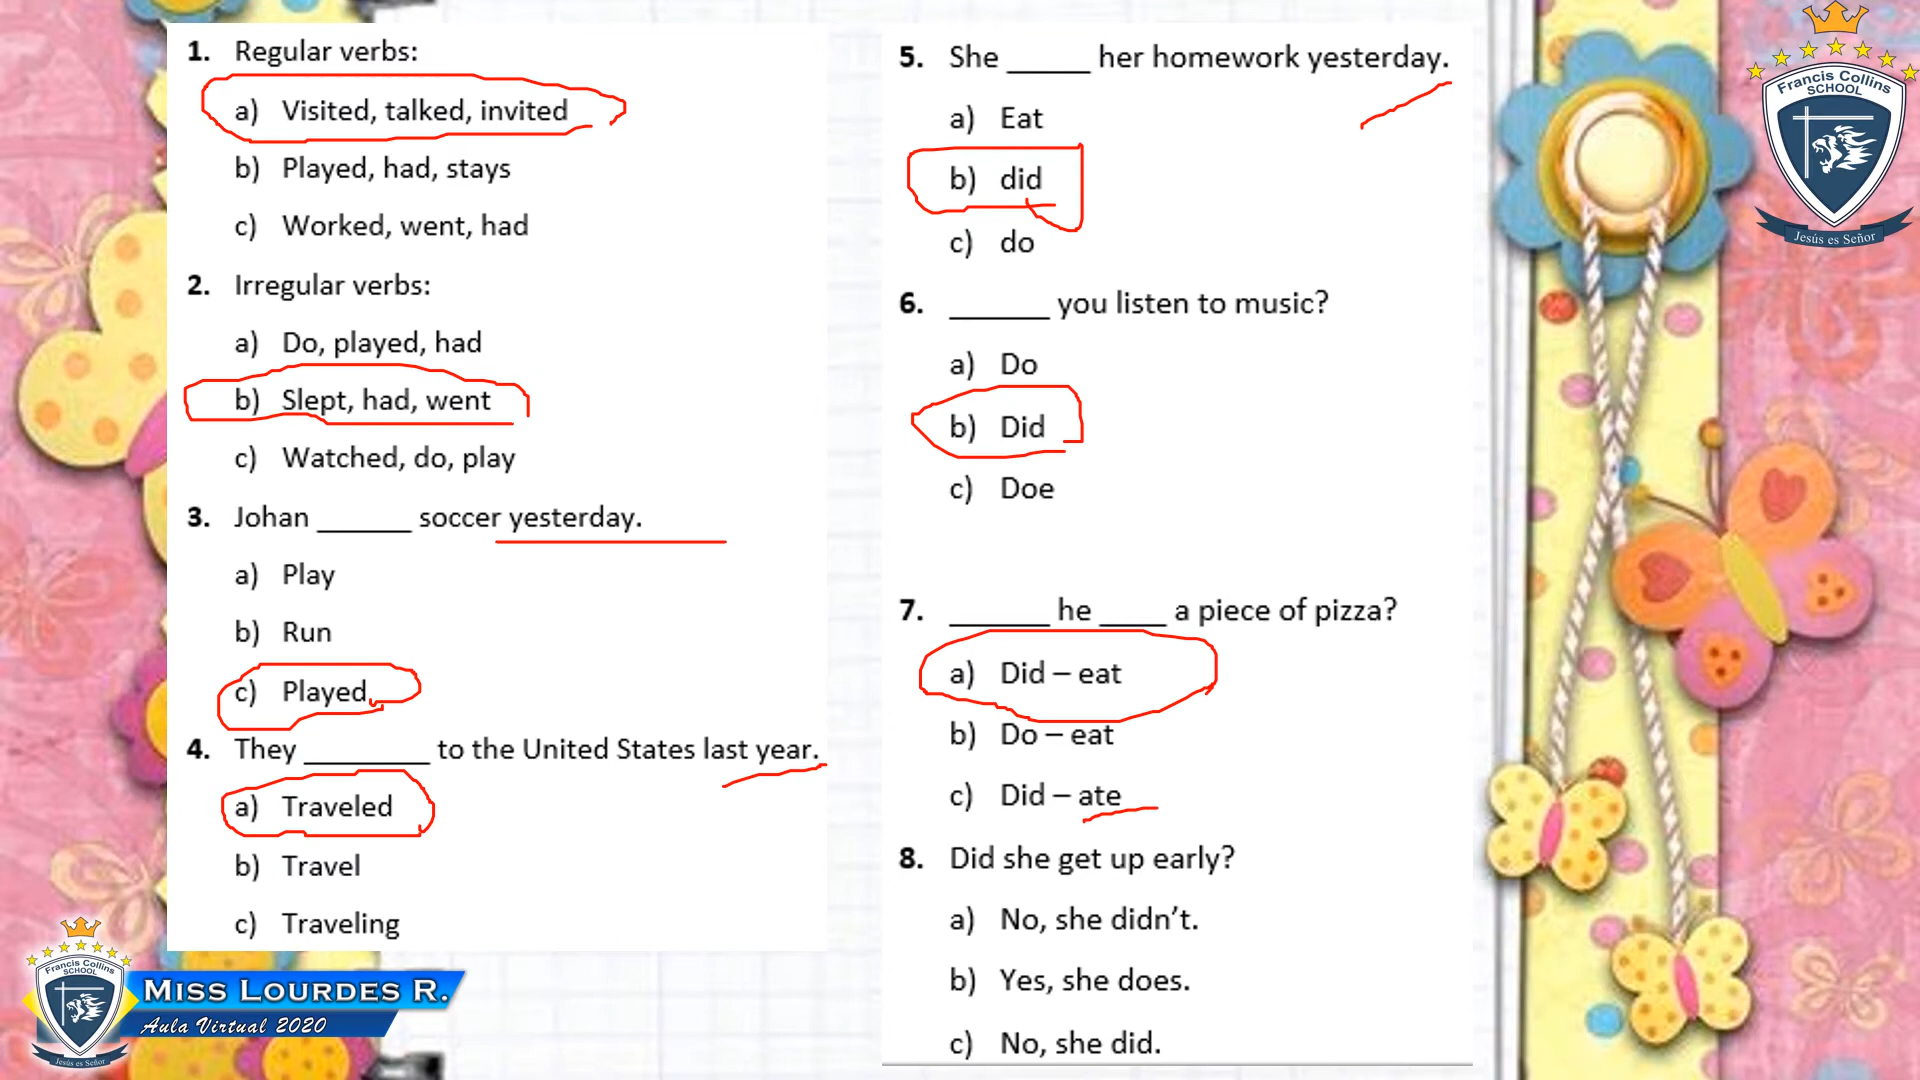 1. Regular verbs:
a) Visited, talked, invited
b) Played, had, stays
c) Worked, went, had
2. Irregular verbs:
a) Do, played, had
b) Slept, had, went
c) Watched, do, play
3. Johan ______ soccer yesterday.
a) Play
b) Run
c) Played
4. They ________ to the United States last year.
a) Traveled
b) Travel
c) Traveling
5. She _____ her homework yesterday.
a) Eat
b) did
c) do
6. ______ you listen to music?
a) Do
b) Did
c) Doe
7. ______ he ____ a piece of pizza?
a) Did – eat
b) Do – eat
c) Did – ate
8. Did she get up early?
a) No, she didn’t.
b) Yes, she does.
c) No, she did.
Francis Collins
SCHOOL
Jesús es Señor
Francis Collins
SCHOOL
Jesús es Señor
MISS LOURDES R.
Aula Virtual 2020